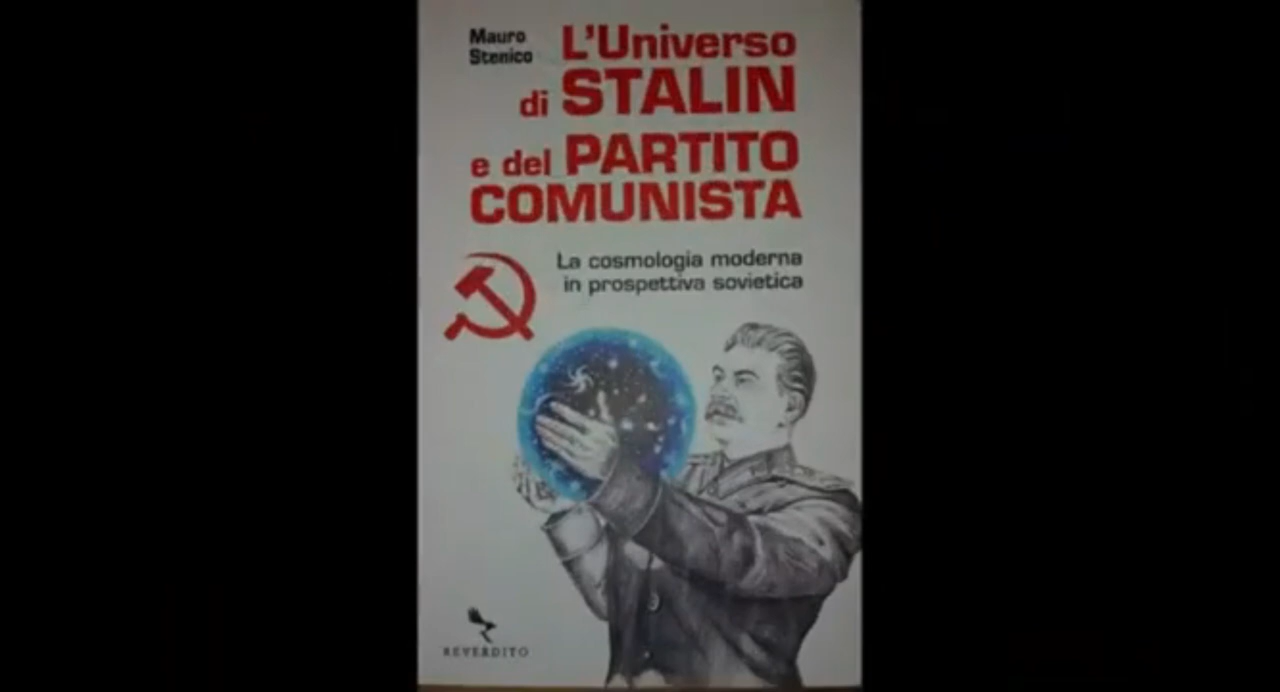 Mauro
Stenico
L'Universo
di STALIN
e del PARTITO
COMUNISTA
La cosmologia moderna
in prospettiva sovietica
REVERDITO